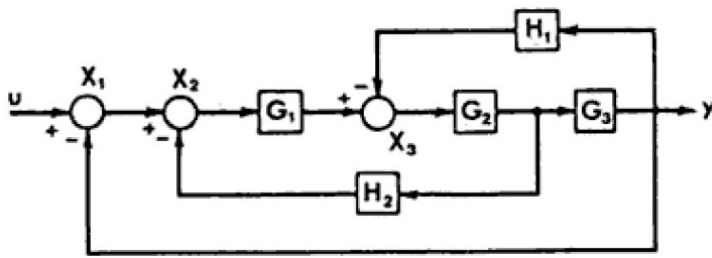 H₁
U X₁ X₂ G₁ X₃ G₂ G₃ y
+ - + - + -
H₂